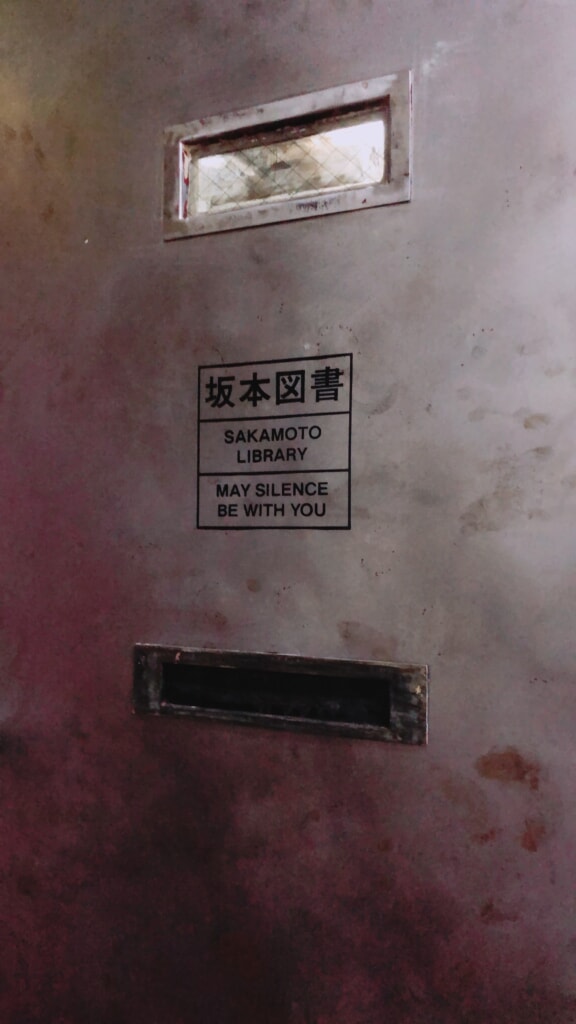 坂本図書
SAKAMOTO
LIBRARY
MAY SILENCE
BE WITH YOU